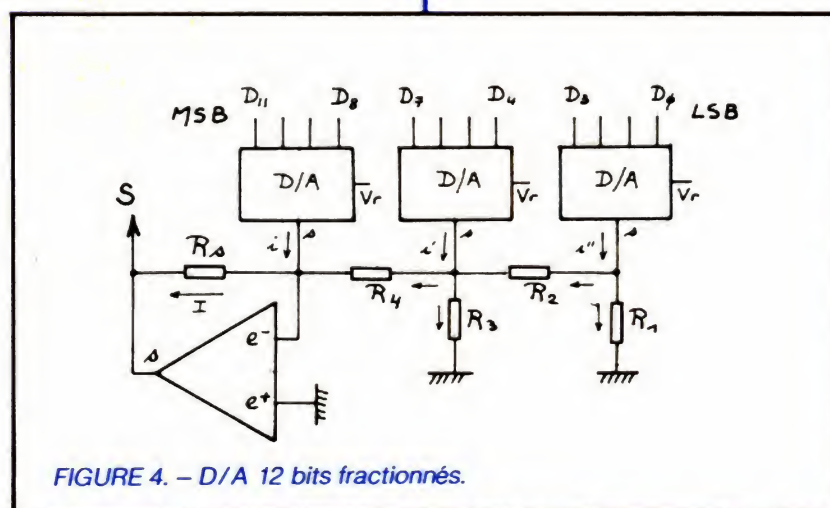 MSB D₁₁ D₈ D₇ D₄ D₃ D∅ LSB
D/A Vr D/A Vr D/A Vr
S i s i' s i'' s
Rs R₄ R₂
I R₃ R₁
s e⁻
e⁺
FIGURE 4. – D/A 12 bits fractionnés.